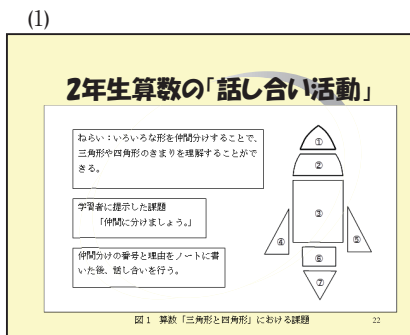 (1)
2年生算数の「話し合い活動」
ねらい：いろいろな形を仲間分けすることで、
三角形や四角形のきまりを理解することがで
きる。
学習者に提示した課題
「仲間に分けましょう。」
仲間分けの番号と理由をノートに書
いた後、話し合いを行う。
①
②
③
④
⑤
⑥
⑦
図1 算数「三角形と四角形」における課題
22